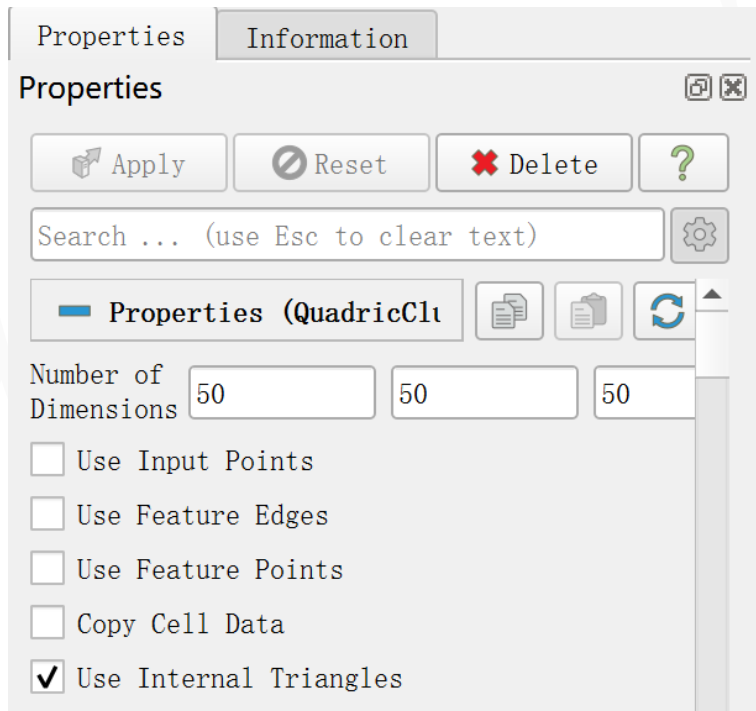 Properties Information
Properties
Apply Reset Delete ?
Search ... (use Esc to clear text)
Properties (QuadricClu
Number of
Dimensions 50 50 50
Use Input Points
Use Feature Edges
Use Feature Points
Copy Cell Data
Use Internal Triangles